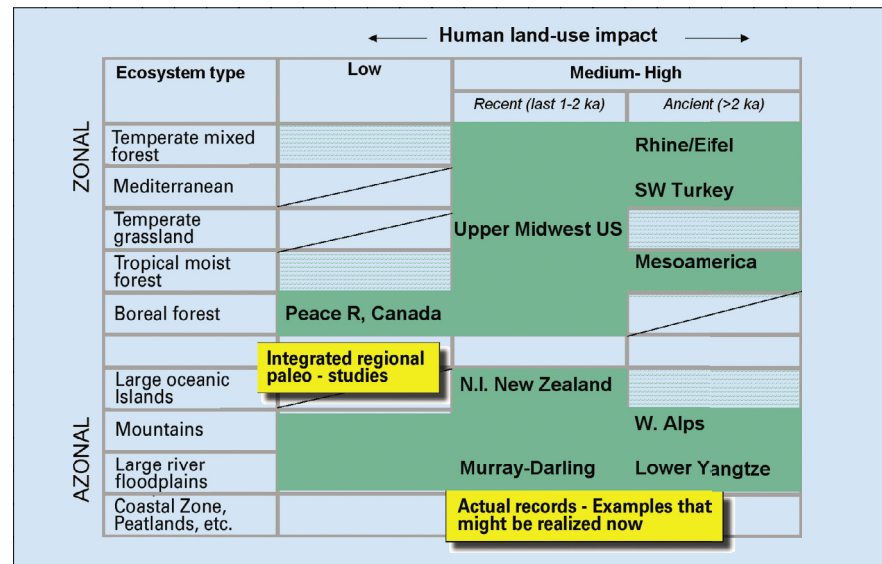 Human land-use impact
Ecosystem type
Low
Medium- High
Recent (last 1-2 ka)
Ancient (>2 ka)
ZONAL
Temperate mixed
forest
Rhine/Eifel
Mediterranean
SW Turkey
Temperate
grassland
Upper Midwest US
Tropical moist
forest
Mesoamerica
Boreal forest
Peace R, Canada
Integrated regional
paleo - studies
AZONAL
Large oceanic
Islands
N.I. New Zealand
Mountains
W. Alps
Large river
floodplains
Murray-Darling
Lower Yangtze
Coastal Zone,
Peatlands, etc.
Actual records - Examples that
might be realized now